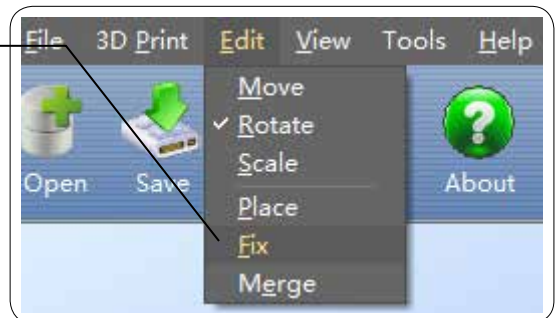 File 3D Print Edit View Tools Help
Move
✓ Rotate
Scale
Open Save About
Place
Fix
Merge